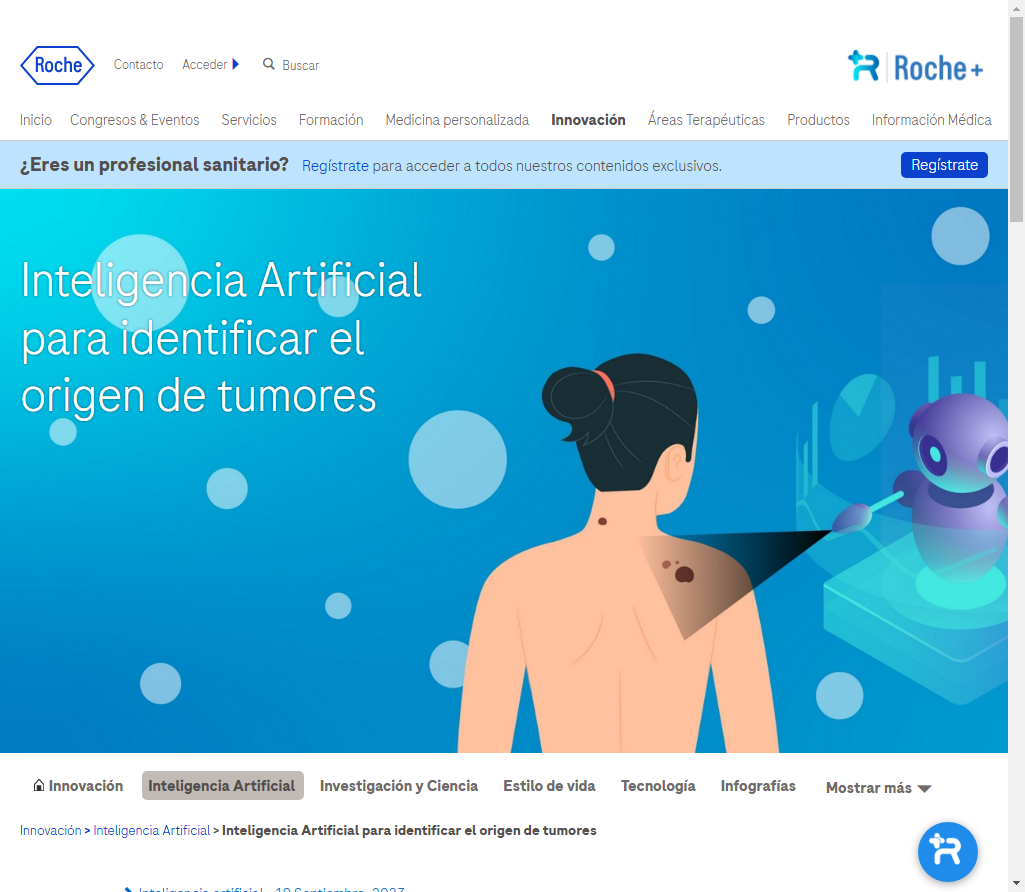 Roche
Contacto
Acceder
Buscar
Roche+
Inicio
Congresos & Eventos
Servicios
Formación
Medicina personalizada
Innovación
Áreas Terapéuticas
Productos
Información Médica
¿Eres un profesional sanitario?
Regístrate para acceder a todos nuestros contenidos exclusivos.
Regístrate
Inteligencia Artificial
para identificar el
origen de tumores
Innovación
Inteligencia Artificial
Investigación y Ciencia
Estilo de vida
Tecnología
Infografías
Mostrar más
Innovación > Inteligencia Artificial > Inteligencia Artificial para identificar el origen de tumores
Inteligencia artificial